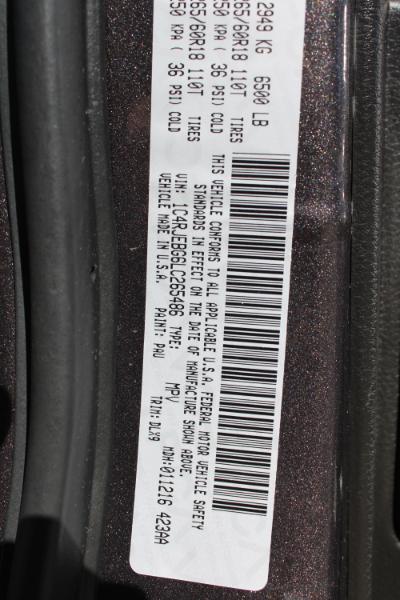 2949 KG 6500 LB
265/60R18 110T TIRES
250 KPA ( 36 PSI) COLD
265/60R18 110T TIRES
250 KPA ( 36 PSI) COLD
THIS VEHICLE CONFORMS TO ALL APPLICABLE U.S.A. FEDERAL MOTOR VEHICLE SAFETY
STANDARDS IN EFFECT ON THE DATE OF MANUFACTURE SHOWN ABOVE.
VIN: 1C4RJEBG6LC265486 TYPE: MPV MDH:011216 423AA
VEHICLE MADE IN U.S.A. PAINT: PAU TRIM: DLX9